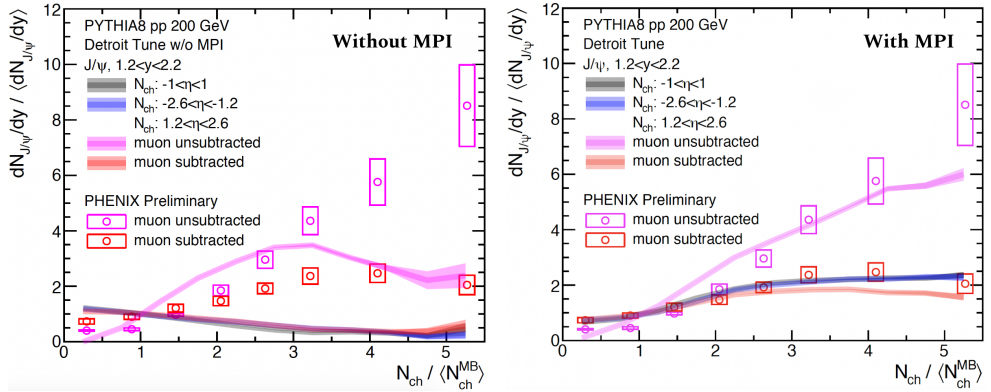 PYTHIA8 pp 200 GeV
Detroit Tune w/o MPI
Without MPI
J/ψ, 1.2<y<2.2
N_ch: -1<η<1
N_ch: -2.6<η<-1.2
N_ch: 1.2<η<2.6
muon unsubtracted
muon subtracted
PHENIX Preliminary
muon unsubtracted
muon subtracted
dN_J/ψ/dy / ⟨dN_J/ψ/dy⟩
12
10
8
6
4
2
0
0 1 2 3 4 5
N_ch / ⟨N_ch^MB⟩
PYTHIA8 pp 200 GeV
Detroit Tune
With MPI
J/ψ, 1.2<y<2.2
N_ch: -1<η<1
N_ch: -2.6<η<-1.2
N_ch: 1.2<η<2.6
muon unsubtracted
muon subtracted
PHENIX Preliminary
muon unsubtracted
muon subtracted
dN_J/ψ/dy / ⟨dN_J/ψ/dy⟩
12
10
8
6
4
2
0
0 1 2 3 4 5
N_ch / ⟨N_ch^MB⟩